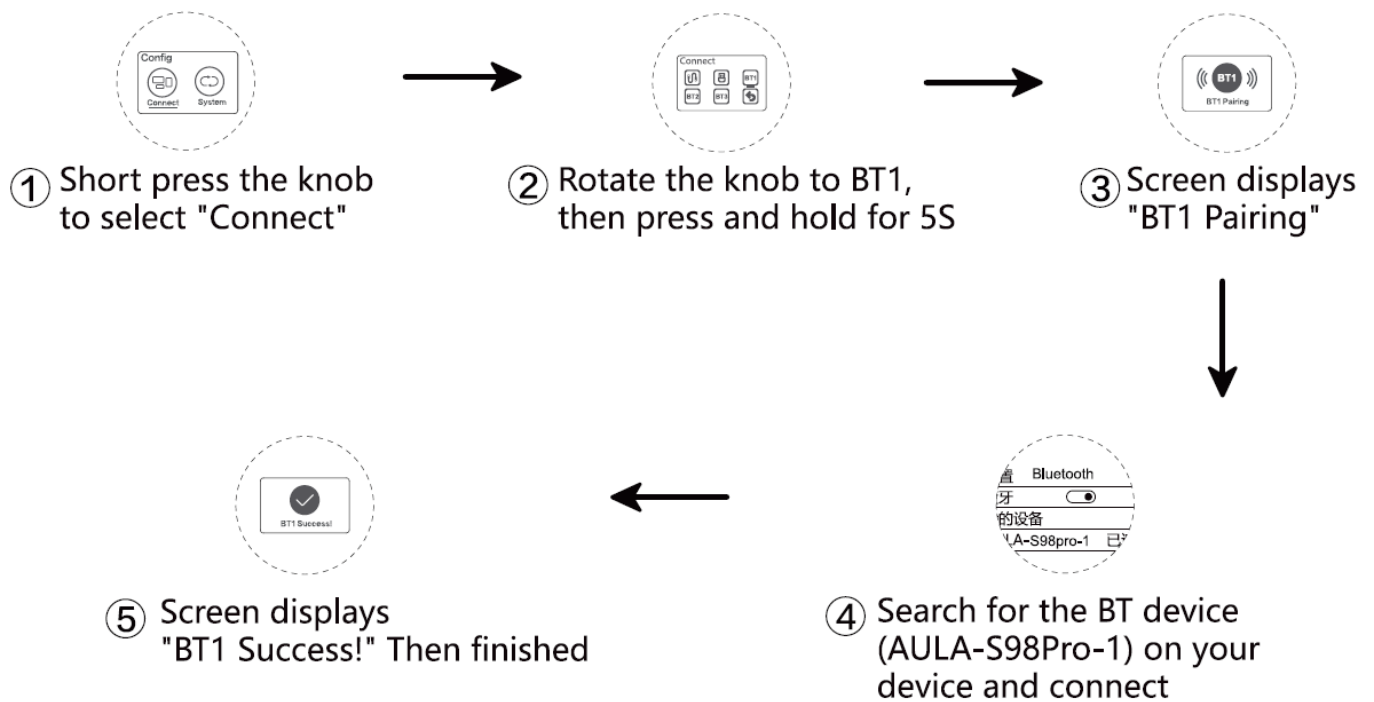 Config
Connect System
① Short press the knob
to select "Connect"
Connect
BT1
BT2 BT3
② Rotate the knob to BT1,
then press and hold for 5S
BT1
BT1 Pairing
③ Screen displays
"BT1 Pairing"
Bluetooth
牙
的设备
LA-S98pro-1 已
④ Search for the BT device
(AULA-S98Pro-1) on your
device and connect
BT1 Success!
⑤ Screen displays
"BT1 Success!" Then finished